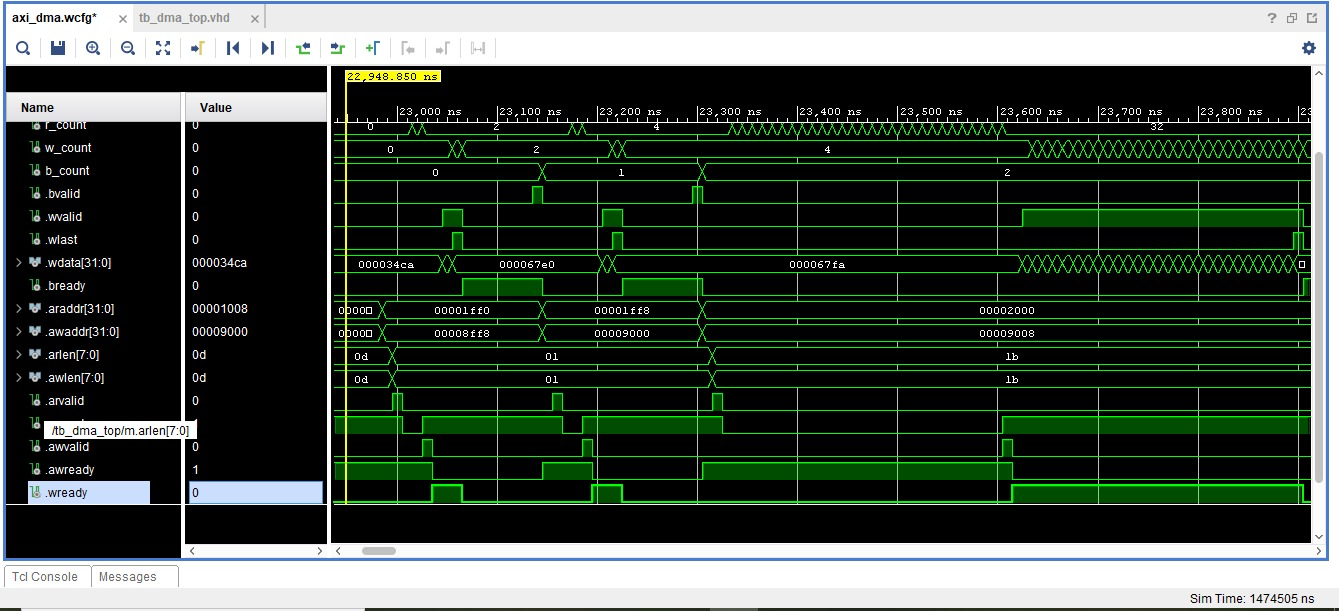 axi_dma.wcfg* × tb_dma_top.vhd ×
?
22,948.850 ns
Name Value
23,000 ns 23,100 ns 23,200 ns 23,300 ns 23,400 ns 23,500 ns 23,600 ns 23,700 ns 23,800 ns 23
r_count 0 0 2 4 32
w_count 0 0 2 4
b_count 0 0 1 2
.bvalid 0
.wvalid 0
.wlast 0
.wdata[31:0] 000034ca 000034ca 000067e0 000067fa
.bready 0
.araddr[31:0] 00001008 0000 00001ff0 00001ff8 00002000
.awaddr[31:0] 00009000 0000 00008ff8 00009000 00009008
.arlen[7:0] 0d 0d 01 1b
.awlen[7:0] 0d 0d 01 1b
.arvalid 0
/tb_dma_top/m.arlen[7:0]
.awvalid 0
.awready 1
.wready 0
Tcl Console Messages
Sim Time: 1474505 ns